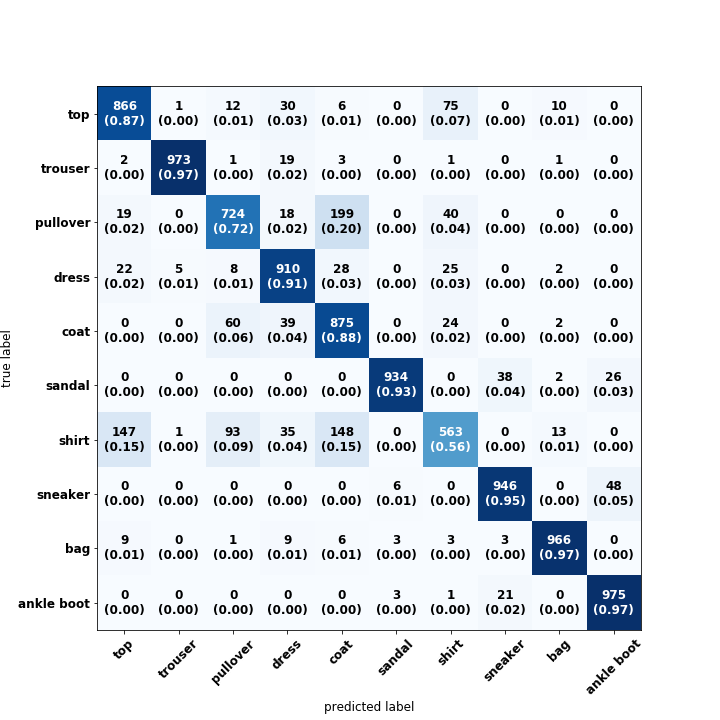 top 866 1 12 30 6 0 75 0 10 0
(0.87) (0.00) (0.01) (0.03) (0.01) (0.00) (0.07) (0.00) (0.01) (0.00)
trouser 2 973 1 19 3 0 1 0 1 0
(0.00) (0.97) (0.00) (0.02) (0.00) (0.00) (0.00) (0.00) (0.00) (0.00)
pullover 19 0 724 18 199 0 40 0 0 0
(0.02) (0.00) (0.72) (0.02) (0.20) (0.00) (0.04) (0.00) (0.00) (0.00)
dress 22 5 8 910 28 0 25 0 2 0
(0.02) (0.01) (0.01) (0.91) (0.03) (0.00) (0.03) (0.00) (0.00) (0.00)
coat 0 0 60 39 875 0 24 0 2 0
(0.00) (0.00) (0.06) (0.04) (0.88) (0.00) (0.02) (0.00) (0.00) (0.00)
sandal 0 0 0 0 0 934 0 38 2 26
(0.00) (0.00) (0.00) (0.00) (0.00) (0.93) (0.00) (0.04) (0.00) (0.03)
shirt 147 1 93 35 148 0 563 0 13 0
(0.15) (0.00) (0.09) (0.04) (0.15) (0.00) (0.56) (0.00) (0.01) (0.00)
sneaker 0 0 0 0 0 6 0 946 0 48
(0.00) (0.00) (0.00) (0.00) (0.00) (0.01) (0.00) (0.95) (0.00) (0.05)
bag 9 0 1 9 6 3 3 3 966 0
(0.01) (0.00) (0.00) (0.01) (0.01) (0.00) (0.00) (0.00) (0.97) (0.00)
ankle boot 0 0 0 0 0 3 1 21 0 975
(0.00) (0.00) (0.00) (0.00) (0.00) (0.00) (0.00) (0.02) (0.00) (0.97)
true label
top trouser pullover dress coat sandal shirt sneaker bag ankle boot
predicted label